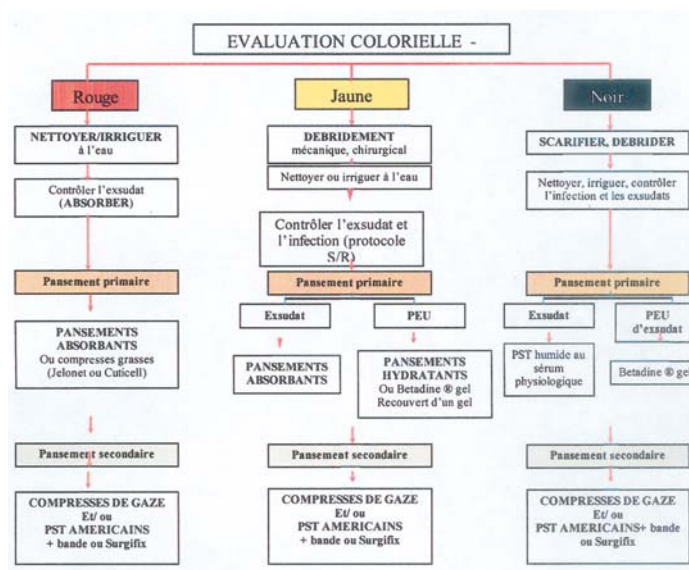 EVALUATION COLORIELLE -
Rouge
NETTOYER/IRRIGUER
à l'eau
Contrôler l'exsudat
(ABSORBER)
Pansement primaire
PANSEMENTS
ABSORBANTS
Ou compresses grasses
(Jelonet ou Cuticell)
Pansement secondaire
COMPRESSES DE GAZE
Et/ ou
PST AMERICAINS
+ bande ou Surgifix
Jaune
DEBRIDEMENT
mécanique, chirurgical
Nettoyer ou irriguer à l'eau
Contrôler l'exsudat et
l'infection (protocole
S/R)
Pansement primaire
Exsudat
PANSEMENTS
ABSORBANTS
PEU
PANSEMENTS
HYDRATANTS
Ou Betadine ® gel
Recouvert d'un gel
Pansement secondaire
COMPRESSES DE GAZE
Et/ ou
PST AMERICAINS
+ bande ou Surgifix
Noir
SCARIFIER, DEBRIDER
Nettoyer, irriguer, contrôler
l'infection et les exsudats
Pansement primaire
Exsudat
PST humide au
sérum
physiologique
PEU
d'exsudat
Betadine ® gel
Pansement secondaire
COMPRESSES DE GAZE
Et/ ou
PST AMERICAINS+ bande
ou Surgifix